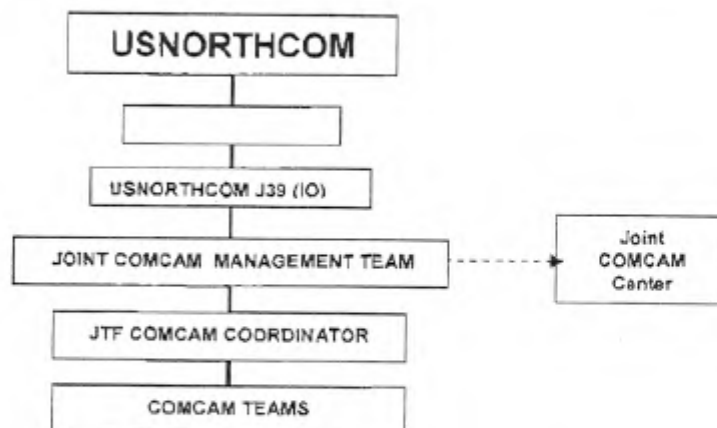 USNORTHCOM
USNORTHCOM J39 (IO)
JOINT COMCAM MANAGEMENT TEAM
Joint
COMCAM
Center
JTF COMCAM COORDINATOR
COMCAM TEAMS